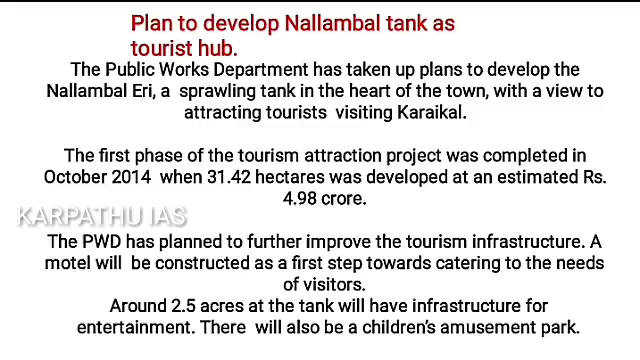 Plan to develop Nallambal tank as
tourist hub.
The Public Works Department has taken up plans to develop the
Nallambal Eri, a sprawling tank in the heart of the town, with a view to
attracting tourists visiting Karaikal.
The first phase of the tourism attraction project was completed in
October 2014 when 31.42 hectares was developed at an estimated Rs.
4.98 crore.
KARPATHU IAS
The PWD has planned to further improve the tourism infrastructure. A
motel will be constructed as a first step towards catering to the needs
of visitors.
Around 2.5 acres at the tank will have infrastructure for
entertainment. There will also be a children's amusement park.